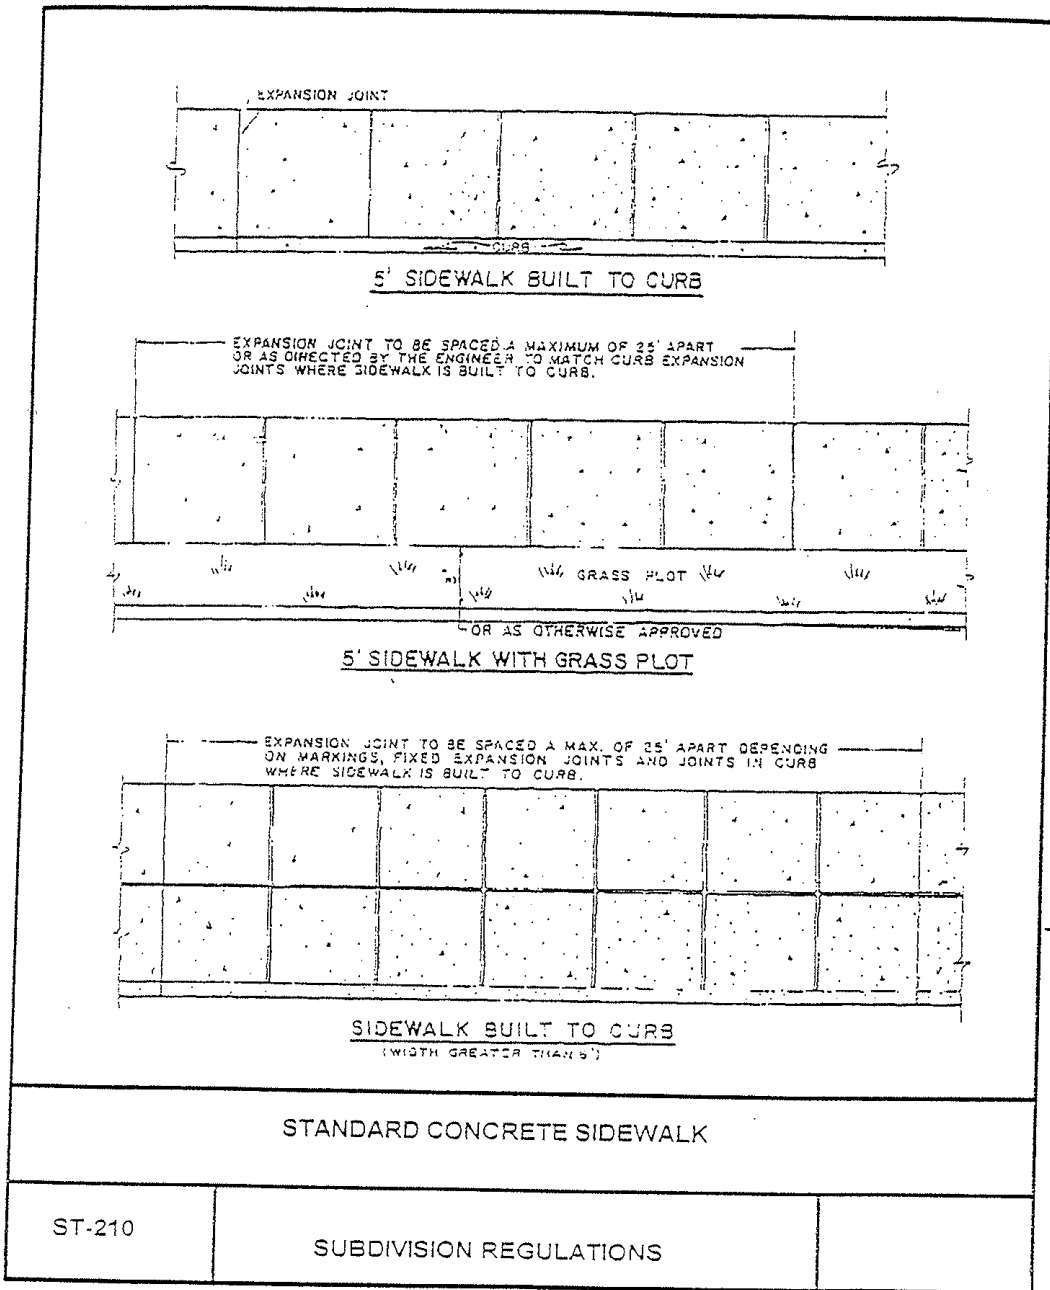 EXPANSION JOINT
CURB
5' SIDEWALK BUILT TO CURB
EXPANSION JOINT TO BE SPACED A MAXIMUM OF 25' APART
OR AS DIRECTED BY THE ENGINEER TO MATCH CURB EXPANSION
JOINTS WHERE SIDEWALK IS BUILT TO CURB.
GRASS PLOT
OR AS OTHERWISE APPROVED
5' SIDEWALK WITH GRASS PLOT
EXPANSION JOINT TO BE SPACED A MAX. OF 25' APART DEPENDING
ON MARKINGS, FIXED EXPANSION JOINTS AND JOINTS IN CURB
WHERE SIDEWALK IS BUILT TO CURB.
SIDEWALK BUILT TO CURB
(WIDTH GREATER THAN 5')
STANDARD CONCRETE SIDEWALK
ST-210
SUBDIVISION REGULATIONS